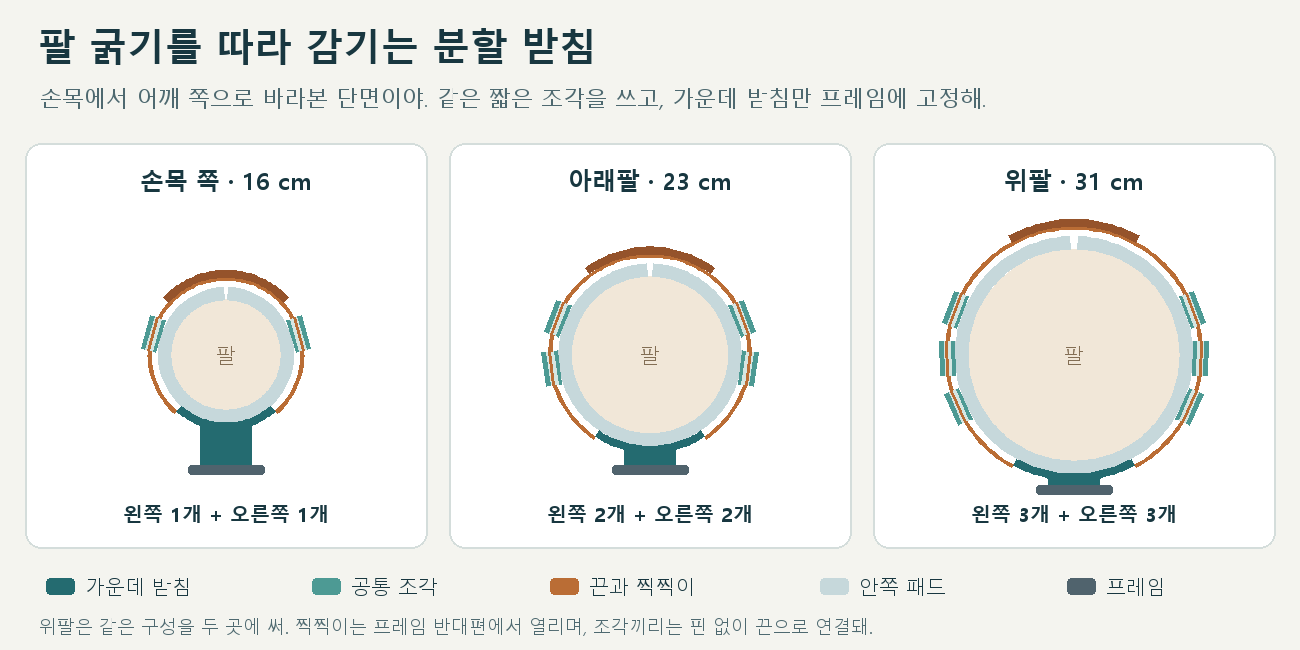 팔 굵기를 따라 감기는 분할 받침
손목에서 어깨 쪽으로 바라본 단면이야. 같은 짧은 조각을 쓰고, 가운데 받침만 프레임에 고정해.
손목 쪽 · 16 cm
팔
왼쪽 1개 + 오른쪽 1개
아래팔 · 23 cm
팔
왼쪽 2개 + 오른쪽 2개
위팔 · 31 cm
팔
왼쪽 3개 + 오른쪽 3개
가운데 받침
공통 조각
끈과 찍찍이
안쪽 패드
프레임
위팔은 같은 구성을 두 곳에 써. 찍찍이는 프레임 반대편에서 열리며, 조각끼리는 핀 없이 끈으로 연결돼.